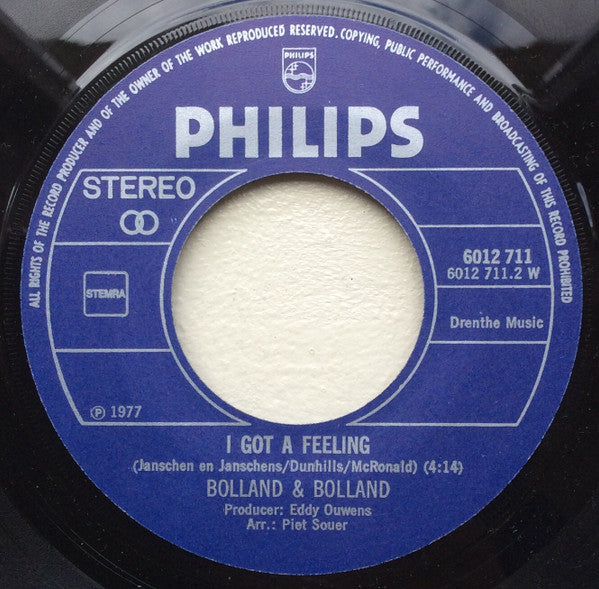 ALL RIGHTS OF THE RECORD PRODUCER AND OF THE OWNER OF THE WORK REPRODUCED RESERVED. COPYING, PUBLIC PERFORMANCE AND BROADCASTING OF THIS RECORD PROHIBITED
PHILIPS
PHILIPS
STEREO
6012 711
6012 711.2 W
STEMRA
Drenthe Music
℗ 1977
I GOT A FEELING
(Janschen en Janschens/Dunhills/McRonald) (4:14)
BOLLAND & BOLLAND
Producer: Eddy Ouwens
Arr.: Piet Souer